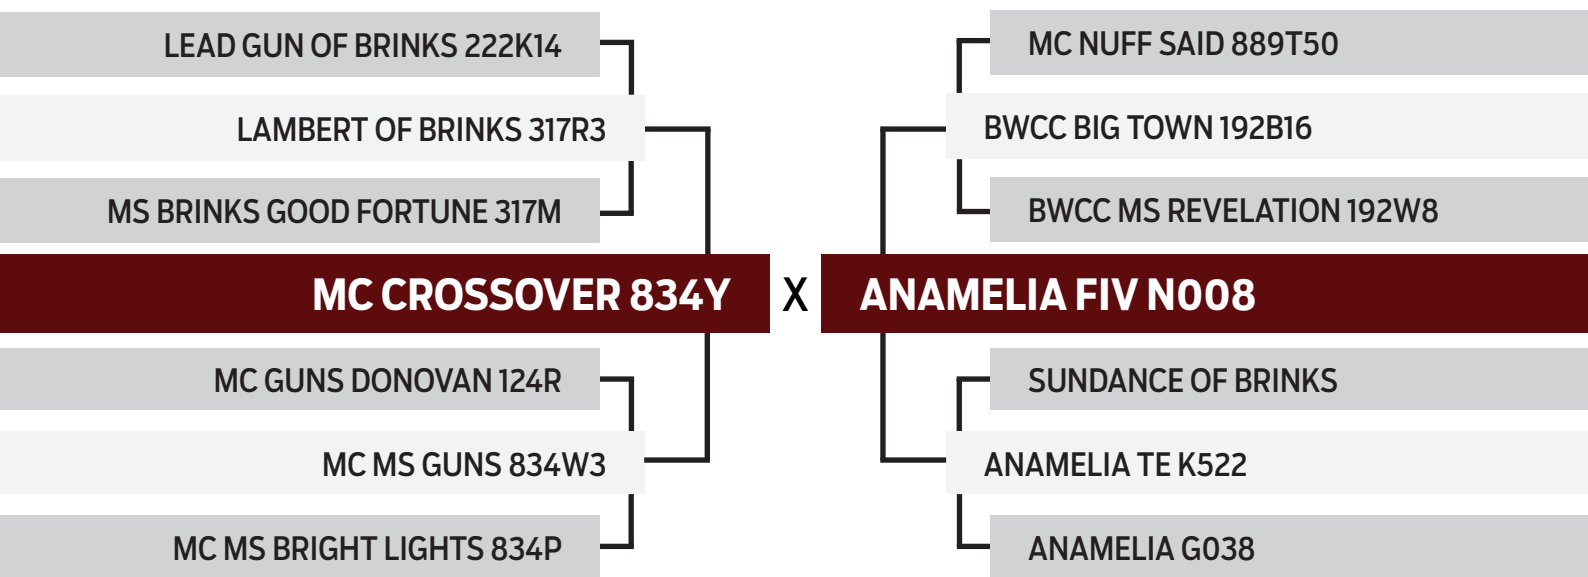 LEAD GUN OF BRINKS 222K14
LAMBERT OF BRINKS 317R3
MS BRINKS GOOD FORTUNE 317M
MC CROSSOVER 834Y
MC GUNS DONOVAN 124R
MC MS GUNS 834W3
MC MS BRIGHT LIGHTS 834P
X
MC NUFF SAID 889T50
BWCC BIG TOWN 192B16
BWCC MS REVELATION 192W8
ANAMELIA FIV N008
SUNDANCE OF BRINKS
ANAMELIA TE K522
ANAMELIA G038